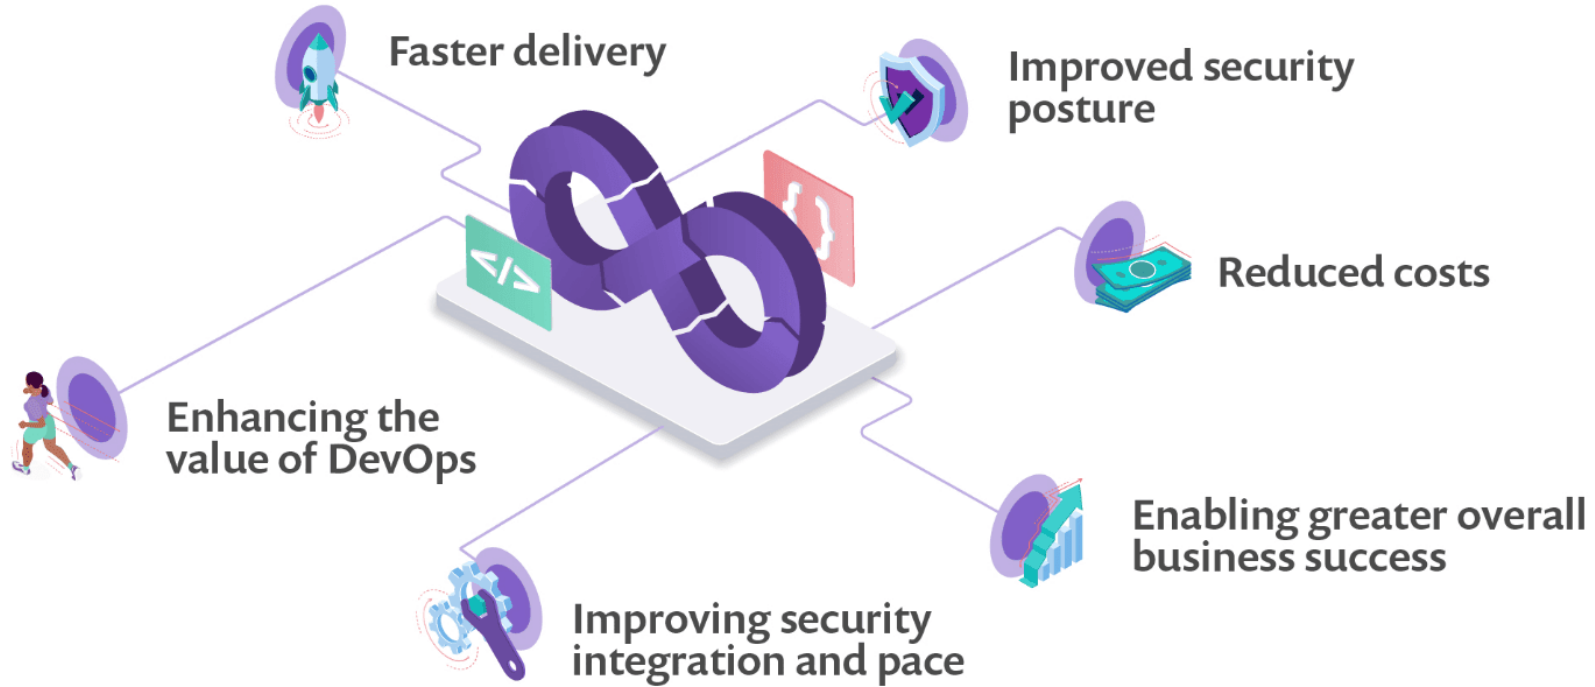 Faster delivery
Improved security
posture
Reduced costs
Enhancing the
value of DevOps
Enabling greater overall
business success
Improving security
integration and pace
</>
{ }